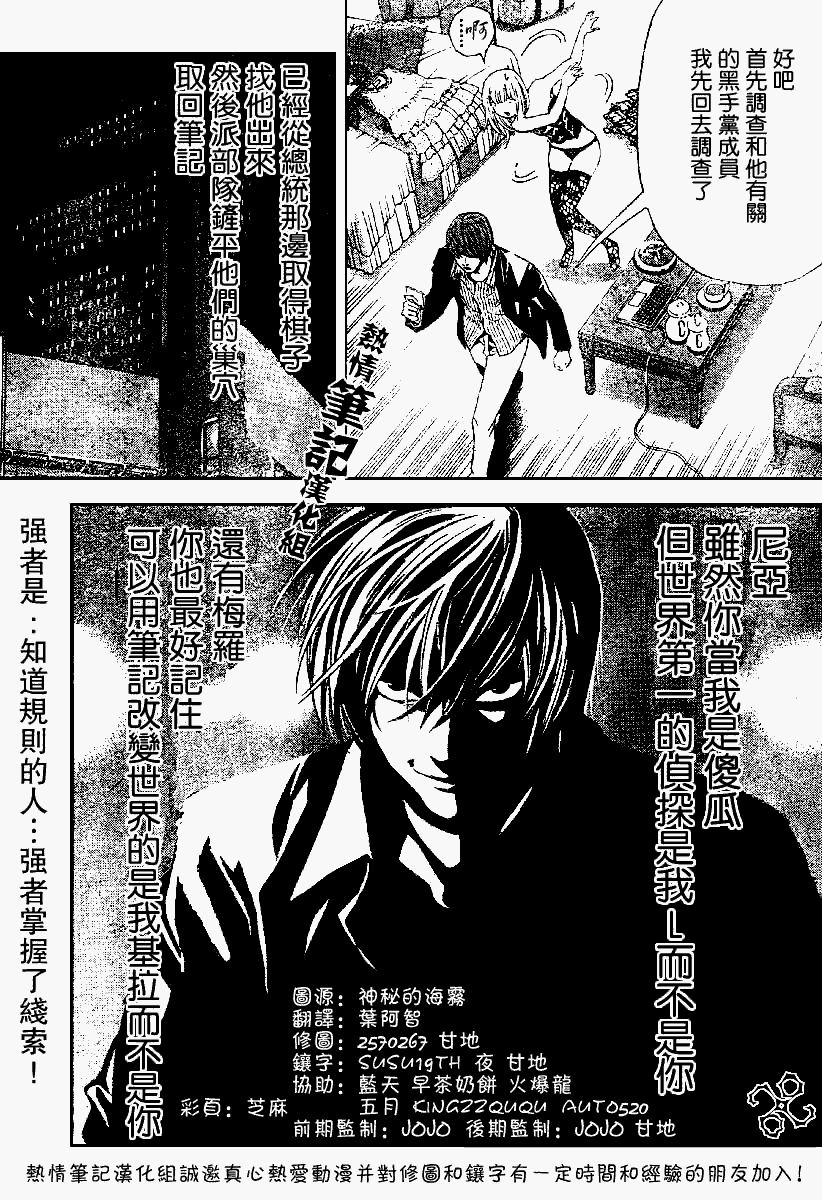 好吧
首先調查和他有關
的黑手黨成員
我先回去調查了
……啊
已經從總統那邊取得棋子
找他出來
然後派部隊鏟平他們的巢穴
取回筆記
熱情筆記漢化組
尼亞
雖然你當我是傻瓜
但世界第一的偵探是我L而不是你
還有梅羅
你也最好記住
可以用筆記改變世界的是我基拉而不是你
强者是：知道規則的人…强者掌握了綫索！
圖源：神秘的海霧
翻譯：葉阿智
修圖：2570267 甘地
鑲字：SUSU19TH 夜 甘地
協助：藍天 早茶奶餅 火爆龍
彩頁：芝麻 五月 KINGZZQUQU AUTO520
前期監制：JOJO 後期監制：JOJO 甘地
熱情筆記漢化組誠邀真心熱愛動漫并對修圖和鑲字有一定時間和經驗的朋友加入！